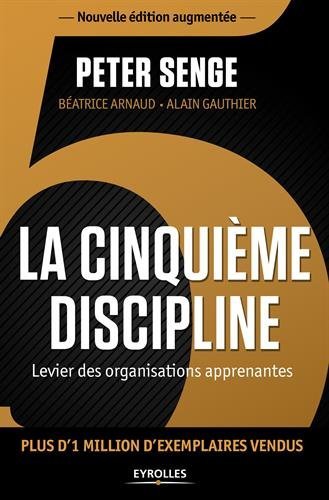 Nouvelle édition augmentée
PETER SENGE
BÉATRICE ARNAUD • ALAIN GAUTHIER
5
LA CINQUIÈME
DISCIPLINE
Levier des organisations apprenantes
PLUS D'1 MILLION D'EXEMPLAIRES VENDUS
EYROLLES